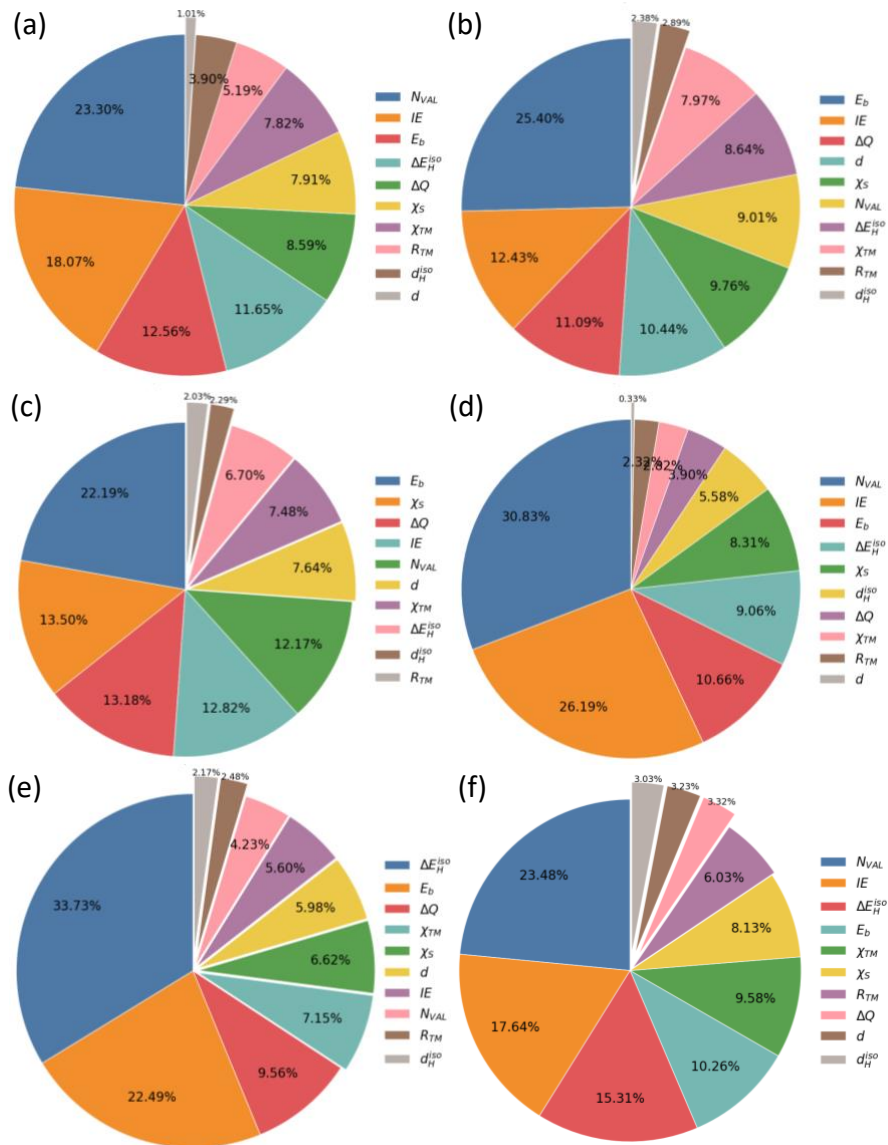 (a)
1.01%
3.90%
5.19%
7.82%
7.91%
8.59%
11.65%
12.56%
18.07%
23.30%
N_VAL
IE
E_b
ΔE_H^iso
ΔQ
χ_S
χ_TM
R_TM
d_H^iso
d
(b)
2.38%
2.89%
7.97%
8.64%
9.01%
9.76%
10.44%
11.09%
12.43%
25.40%
E_b
IE
ΔQ
d
χ_S
N_VAL
ΔE_H^iso
χ_TM
R_TM
d_H^iso
(c)
2.03%
2.29%
6.70%
7.48%
7.64%
12.17%
12.82%
13.18%
13.50%
22.19%
E_b
χ_S
ΔQ
IE
N_VAL
d
χ_TM
ΔE_H^iso
d_H^iso
R_TM
(d)
0.33%
2.32%
2.82%
3.90%
5.58%
8.31%
9.06%
10.66%
26.19%
30.83%
N_VAL
IE
E_b
ΔE_H^iso
χ_S
d_H^iso
ΔQ
χ_TM
R_TM
d
(e)
2.17%
2.48%
4.23%
5.60%
5.98%
6.62%
7.15%
9.56%
22.49%
33.73%
ΔE_H^iso
E_b
ΔQ
χ_TM
χ_S
d
IE
N_VAL
R_TM
d_H^iso
(f)
3.03%
3.23%
3.32%
6.03%
8.13%
9.58%
10.26%
15.31%
17.64%
23.48%
N_VAL
IE
ΔE_H^iso
E_b
χ_TM
χ_S
R_TM
ΔQ
d
d_H^iso